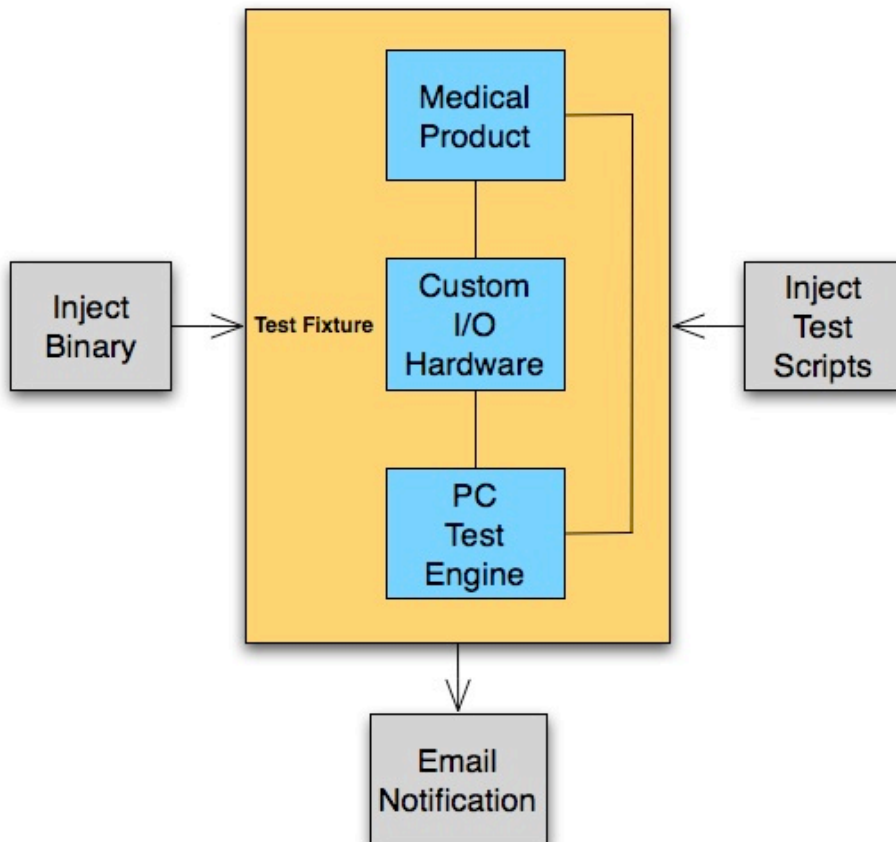 Medical
Product
Inject
Binary
Test Fixture
Custom
I/O
Hardware
Inject
Test
Scripts
PC
Test
Engine
Email
Notification